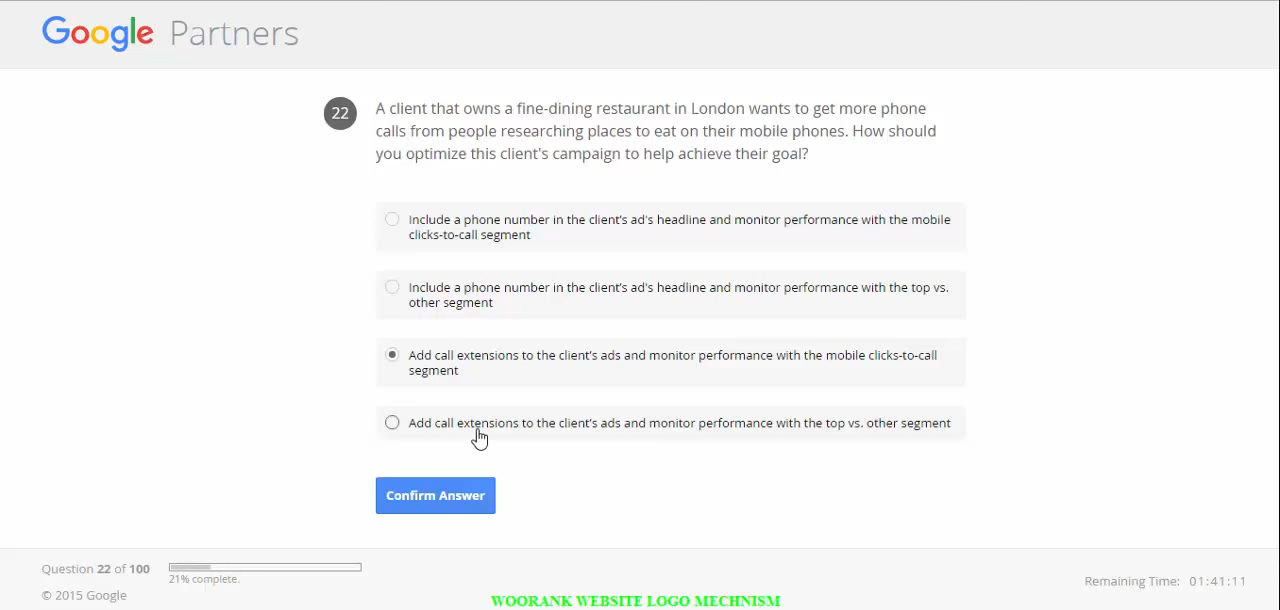 Google Partners
22
A client that owns a fine-dining restaurant in London wants to get more phone
calls from people researching places to eat on their mobile phones. How should
you optimize this client's campaign to help achieve their goal?
Include a phone number in the client's ad's headline and monitor performance with the mobile
clicks-to-call segment
Include a phone number in the client's ad's headline and monitor performance with the top vs.
other segment
Add call extensions to the client's ads and monitor performance with the mobile clicks-to-call
segment
Add call extensions to the client's ads and monitor performance with the top vs. other segment
Confirm Answer
Question 22 of 100
21% complete.
Remaining Time: 01:41:11
© 2015 Google
WOORANK WEBSITE LOGO MECHNISM